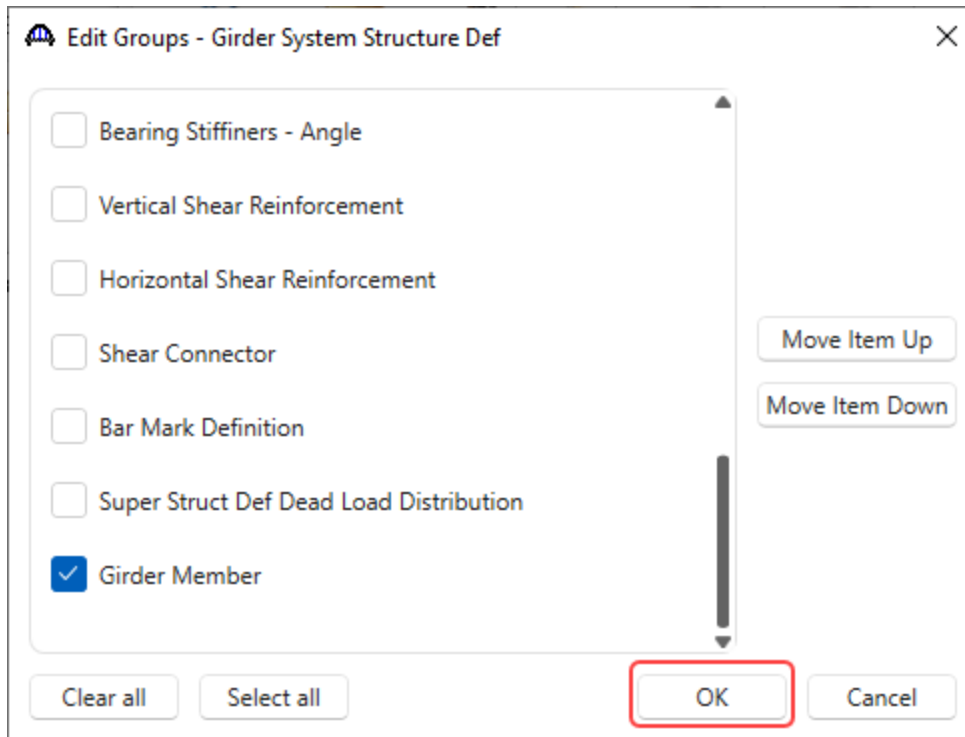 Edit Groups - Girder System Structure Def
Bearing Stiffiners - Angle
Vertical Shear Reinforcement
Horizontal Shear Reinforcement
Shear Connector
Bar Mark Definition
Super Struct Def Dead Load Distribution
Girder Member
Move Item Up
Move Item Down
Clear all
Select all
OK
Cancel